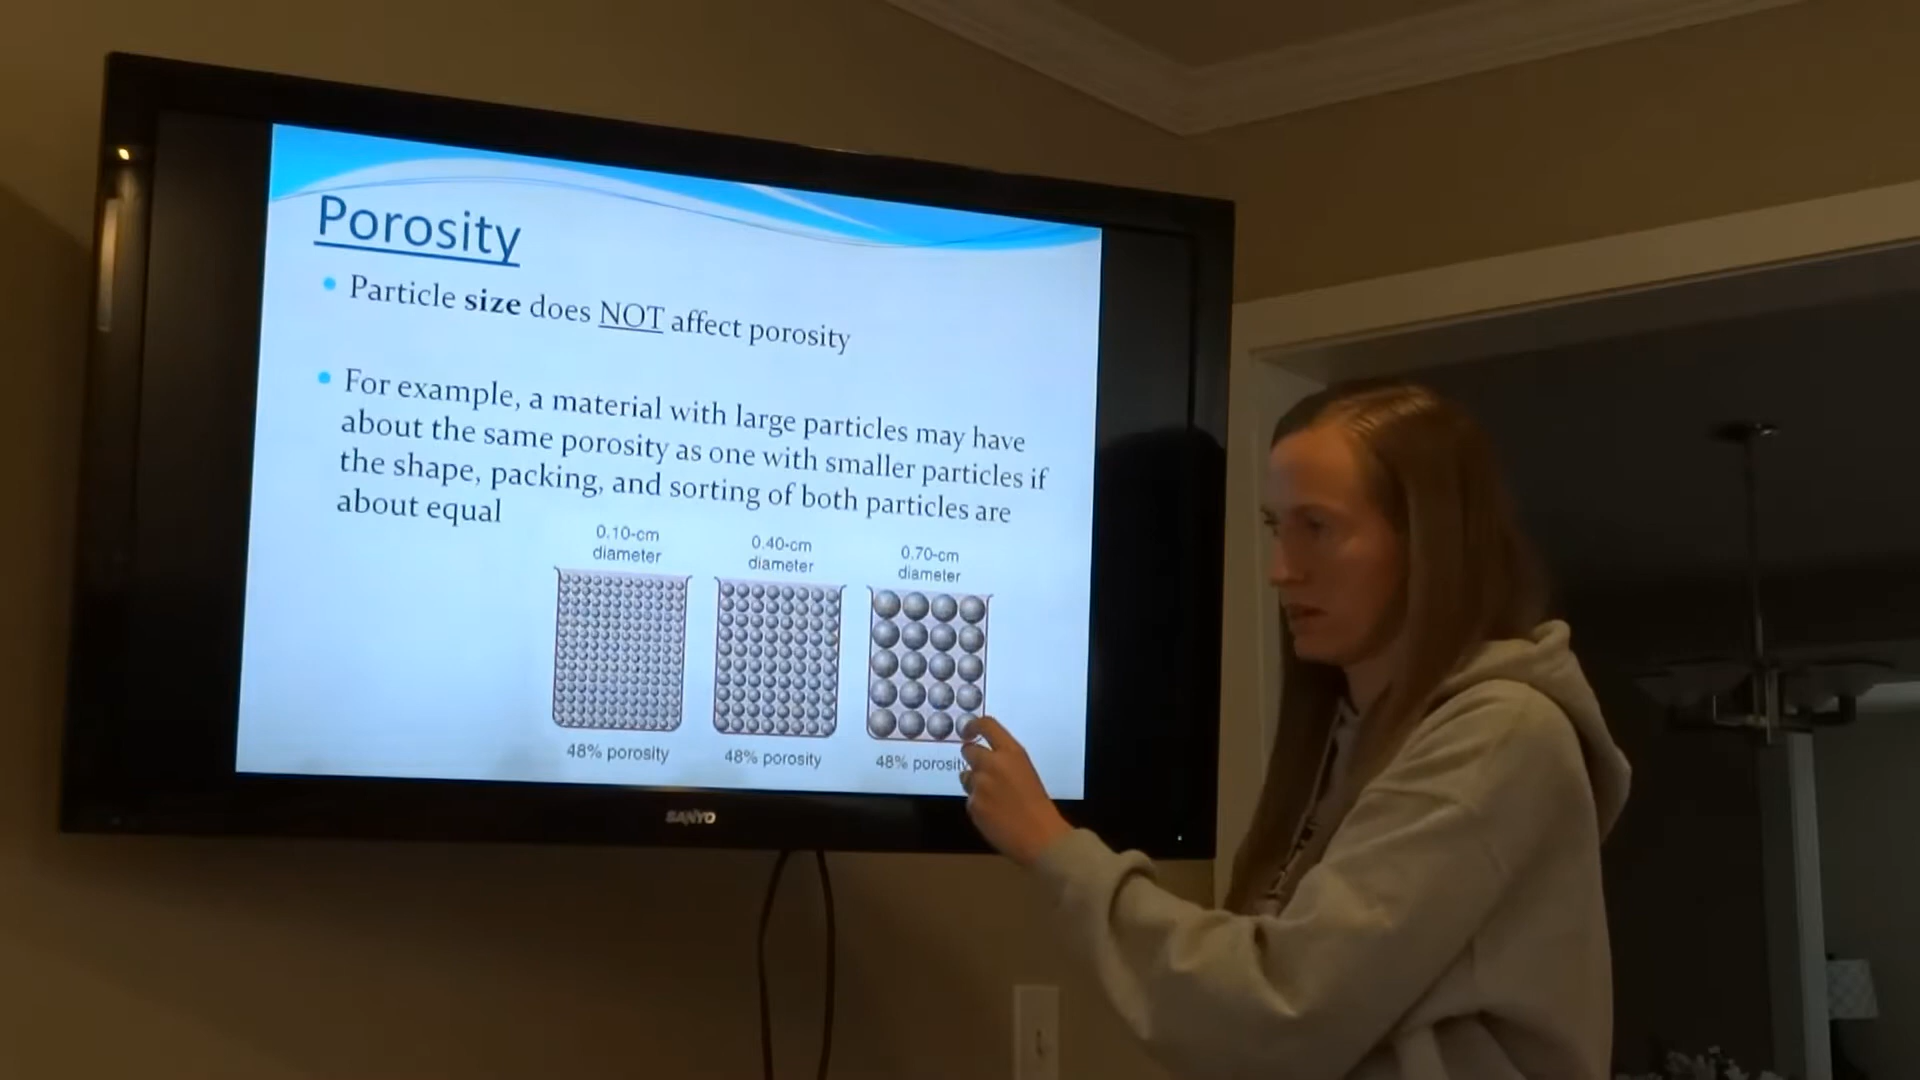 Porosity
Particle size does NOT affect porosity
For example, a material with large particles may have
about the same porosity as one with smaller particles if
the shape, packing, and sorting of both particles are
about equal
0.10-cm
diameter
0.40-cm
diameter
0.70-cm
diameter
48% porosity
48% porosity
48% porosity
SANYO